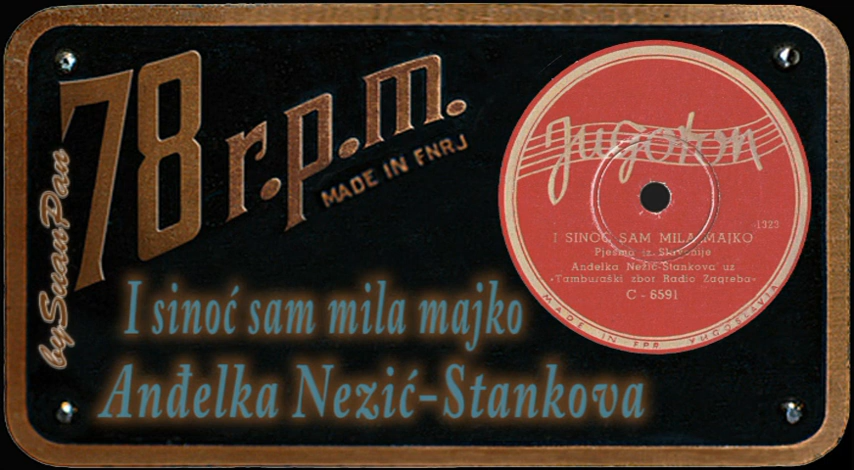 78 r.p.m.
MADE IN FNRJ
bySuanPan
I sinoć sam mila majko
Anđelka Nezić-Stankova
Jugoton
1323
I SINOĆ SAM MILA MAJKO
Pjesma iz Slavonije
Anđelka Nezić-Stankova uz
»Tamburaški zbor Radio Zagreba«
C - 6591
MADE IN FPR YUGOSLAVIA